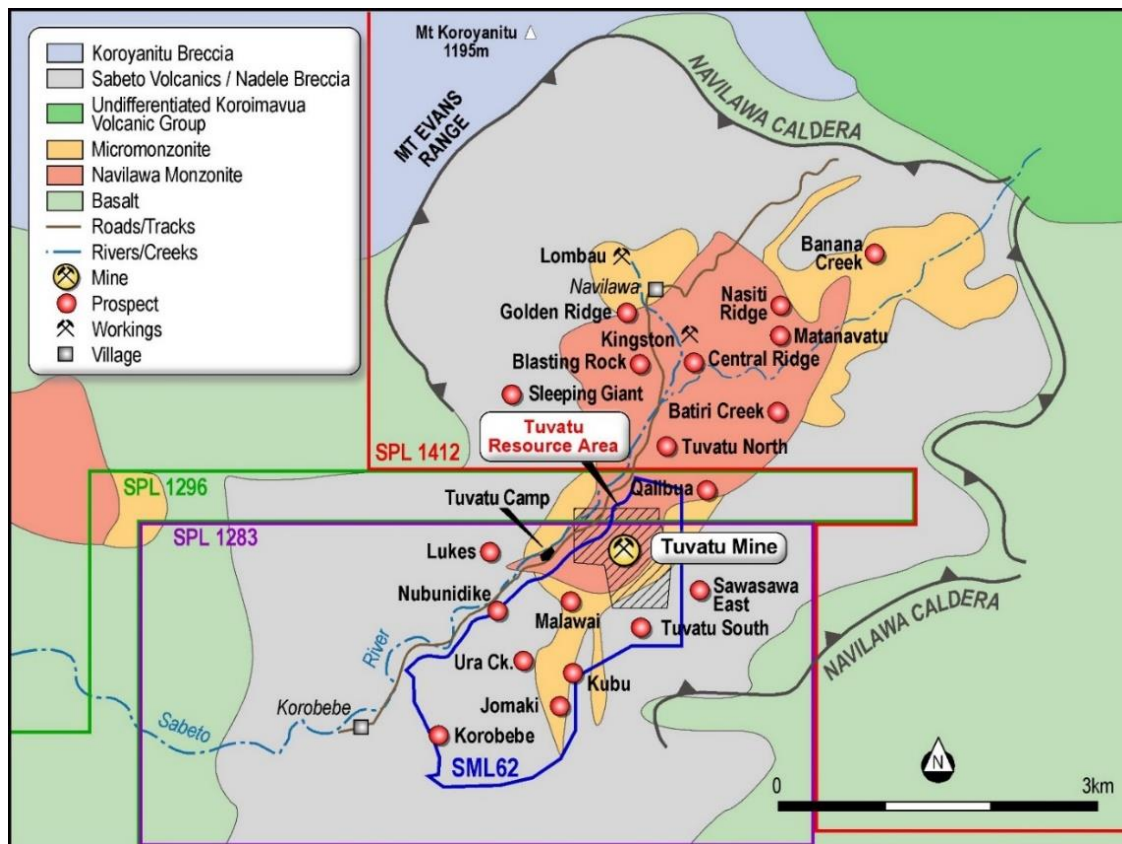 Koroyanitu Breccia
Sabeto Volcanics / Nadele Breccia
Undifferentiated Koroimavua
Volcanic Group
Micromonzonite
Navilawa Monzonite
Basalt
Roads/Tracks
Rivers/Creeks
Mine
Prospect
Workings
Village
Mt Koroyanitu
1195m
MT EVANS
RANGE
NAVILAWA CALDERA
Lombau
Navilawa
Banana
Creek
Golden Ridge
Nasiti
Ridge
Kingston
Matanavatu
Blasting Rock
Central Ridge
Sleeping Giant
Batiri Creek
Tuvatu
Resource Area
Tuvatu North
SPL 1412
SPL 1296
Tuvatu Camp
Qalibua
SPL 1283
Lukes
Tuvatu Mine
Nubunidike
Sawasawa
East
Malawai
Tuvatu South
NAVILAWA CALDERA
River
Ura Ck.
Kubu
Korobebe
Jomaki
Sabeto
Korobebe
SML62
N
0
3km